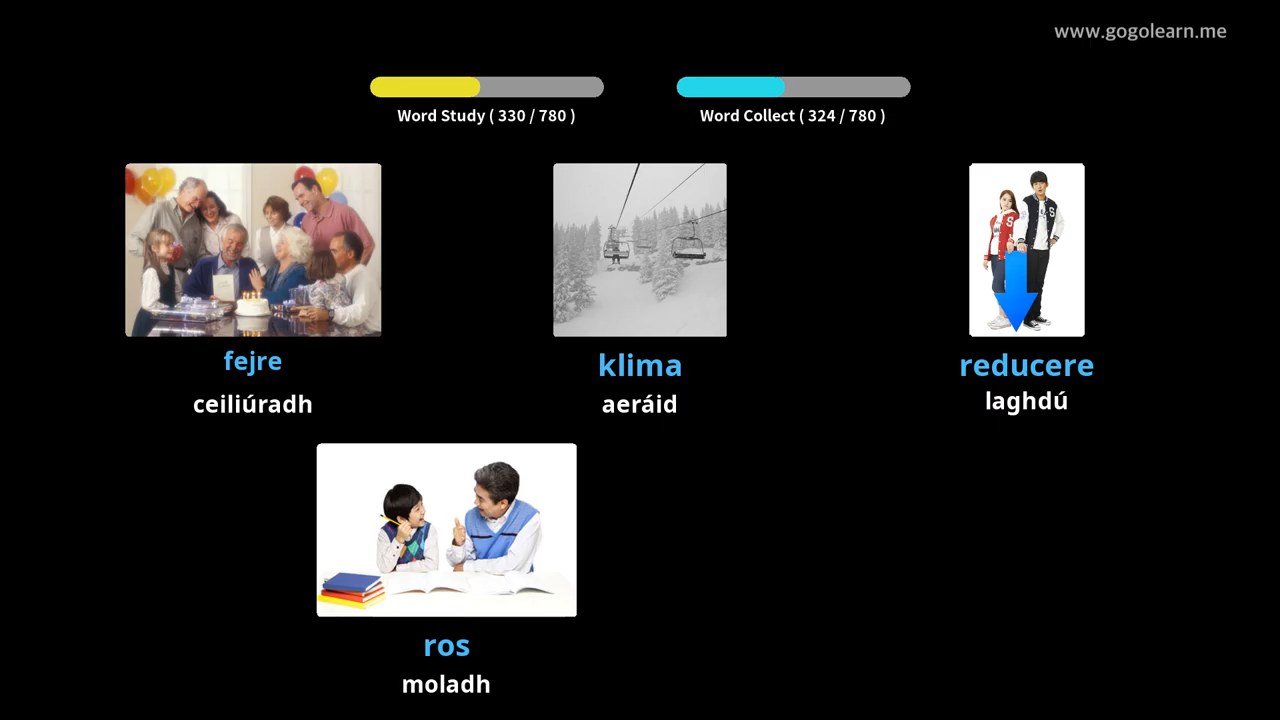 www.gogolearn.me
Word Study ( 330 / 780 )
Word Collect ( 324 / 780 )
fejre
ceiliúradh
klima
aeráid
reducere
laghdú
ros
moladh